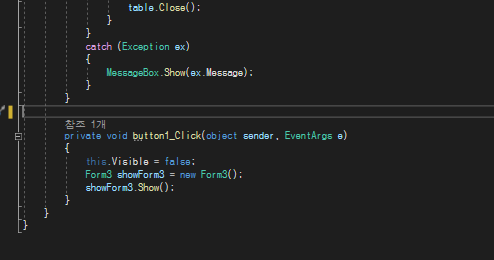 table.Close();
}
}
catch (Exception ex)
{
MessageBox.Show(ex.Message);
}
}
참조 1개
private void button1_Click(object sender, EventArgs e)
{
this.Visible = false;
Form3 showForm3 = new Form3();
showForm3.Show();
}
}
}